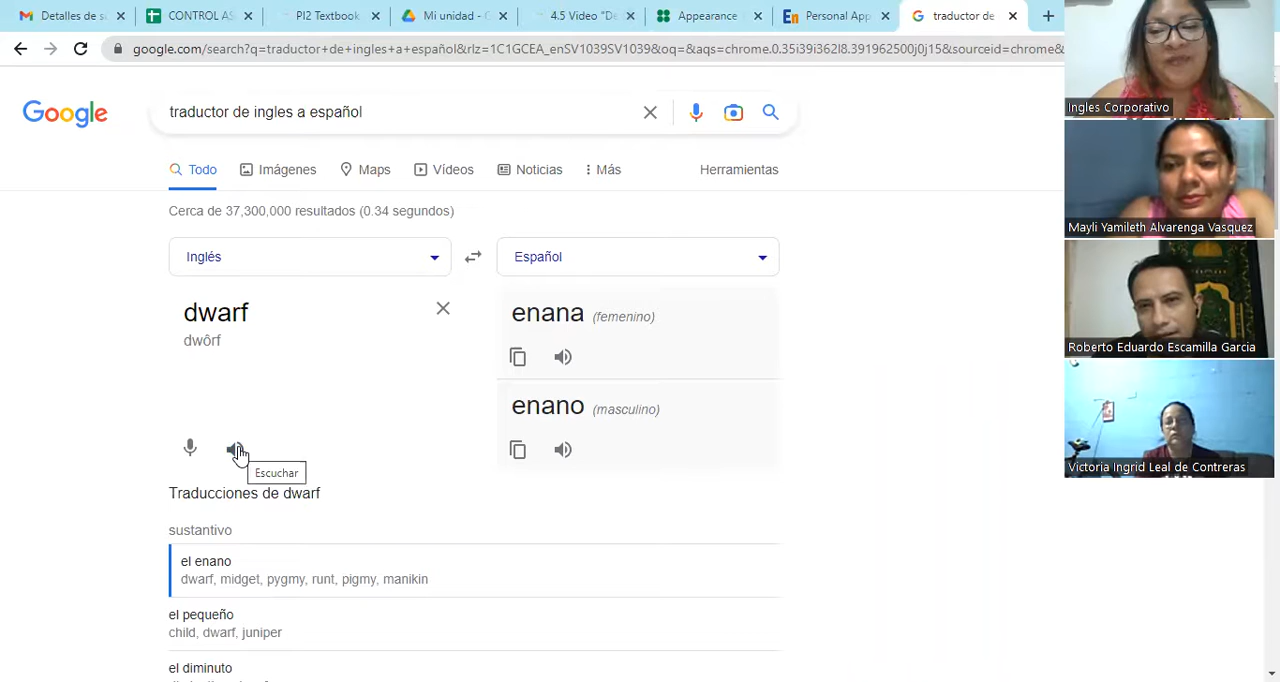 Detalles de su
CONTROL AS
PI2 Textbook
Mi unidad - G
4.5 Video "De
Appearance
Personal App
traductor de
google.com/search?q=traductor+de+ingles+a+español&rlz=1C1GCEA_enSV1039SV1039&oq=&aqs=chrome.0.35i39i362l8.391962500j0j15&sourceid=chrome&
Google
traductor de ingles a español
Todo
Imágenes
Maps
Vídeos
Noticias
Más
Herramientas
Cerca de 37,300,000 resultados (0.34 segundos)
Inglés
Español
dwarf
dwôrf
enana (femenino)
enano (masculino)
Escuchar
Traducciones de dwarf
sustantivo
el enano
dwarf, midget, pygmy, runt, pigmy, manikin
el pequeño
child, dwarf, juniper
el diminuto
Ingles Corporativo
Mayli Yamileth Alvarenga Vasquez
Roberto Eduardo Escamilla Garcia
Victoria Ingrid Leal de Contreras